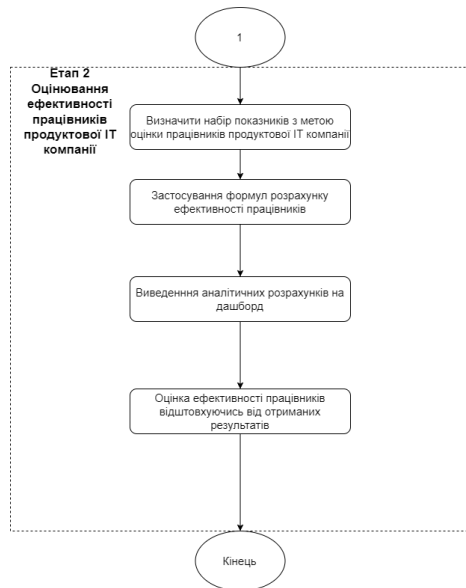 1
Етап 2
Оцінювання
ефективності
працівників
продуктової ІТ
компанії
Визначити набір показників з метою
оцінки працівників продуктової ІТ компанії
Застосування формул розрахунку
ефективності працівників
Виведенння аналітичних розрахунків на
дашборд
Оцінка ефективності працівників
відштовхуючись від отриманих
результатів
Кінець